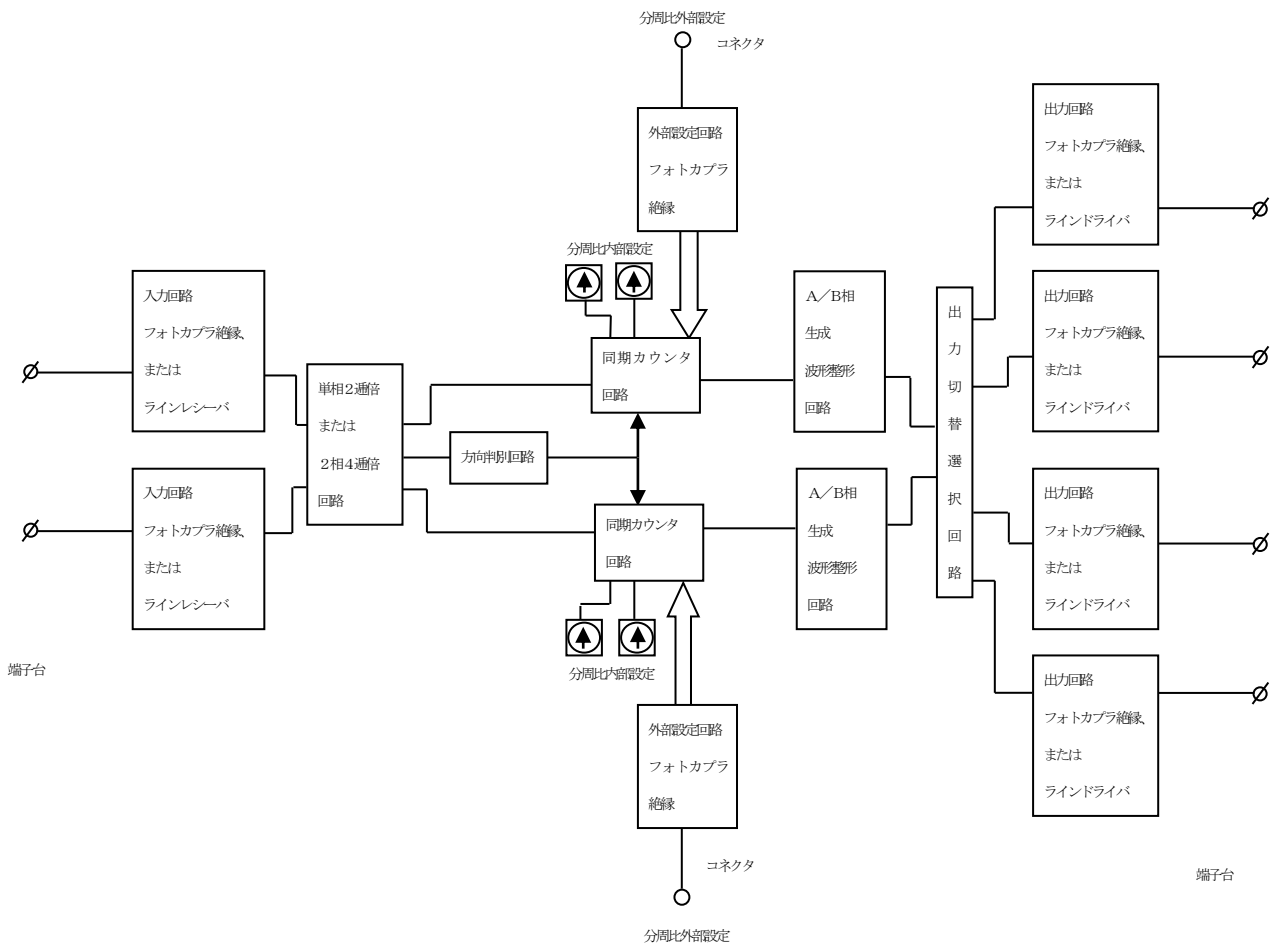 分周比外部設定
コネクタ
外部設定回路
フォトカプラ
絶縁
分周比内部設定
入力回路
フォトカプラ絶縁、
または
ラインレシーバ
入力回路
フォトカプラ絶縁、
または
ラインレシーバ
端子台
単相２逓倍
または
２相４逓倍
回路
方向判別回路
同期カウンタ
回路
同期カウンタ
回路
分周比内部設定
外部設定回路
フォトカプラ
絶縁
コネクタ
分周比外部設定
A／B相
生成
波形整形
回路
A／B相
生成
波形整形
回路
出
力
切
替
選
択
回
路
出力回路
フォトカプラ絶縁、
または
ラインドライバ
出力回路
フォトカプラ絶縁、
または
ラインドライバ
出力回路
フォトカプラ絶縁、
または
ラインドライバ
出力回路
フォトカプラ絶縁、
または
ラインドライバ
端子台